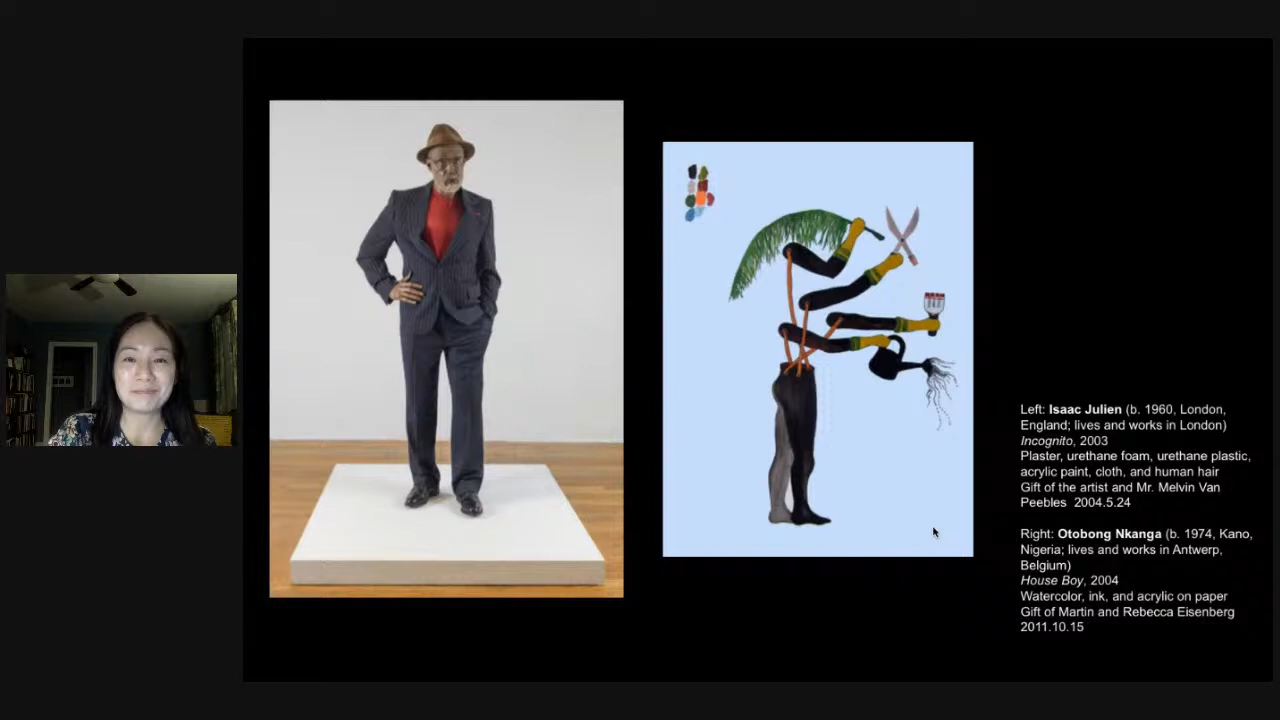 Left: Isaac Julien (b. 1960, London,
England; lives and works in London)
Incognito, 2003
Plaster, urethane foam, urethane plastic,
acrylic paint, cloth, and human hair
Gift of the artist and Mr. Melvin Van
Peebles 2004.5.24
Right: Otobong Nkanga (b. 1974, Kano,
Nigeria; lives and works in Antwerp,
Belgium)
House Boy, 2004
Watercolor, ink, and acrylic on paper
Gift of Martin and Rebecca Eisenberg
2011.10.15